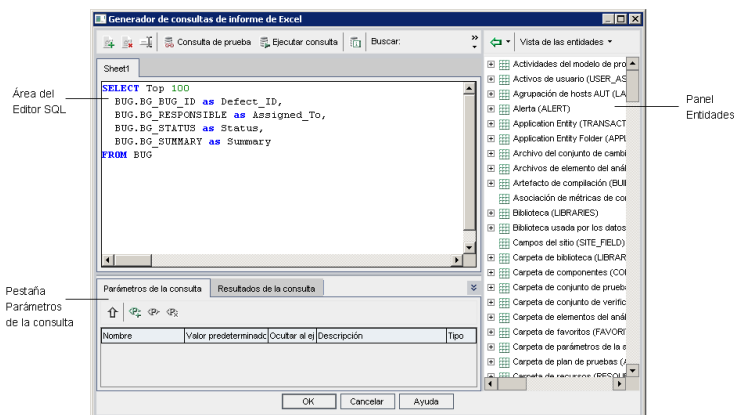 Generador de consultas de informe de Excel
Consulta de prueba
Ejecutar consulta
Buscar:
Vista de las entidades
Sheet1
SELECT Top 100
BUG.BG_BUG_ID as Defect_ID,
BUG.BG_RESPONSIBLE as Assigned_To,
BUG.BG_STATUS as Status,
BUG.BG_SUMMARY as Summary
FROM BUG
Área del
Editor SQL
Actividades del modelo de pro
Activos de usuario (USER_AS
Agrupación de hosts AUT (LA
Alerta (ALERT)
Application Entity (TRANSACT
Application Entity Folder (APPL
Archivo del conjunto de cambi
Archivos de elemento del anál
Artefacto de compilación (BUI
Asociación de métricas de co
Biblioteca (LIBRARIES)
Biblioteca usada por los datos
Campos del sitio (SITE_FIELD)
Carpeta de biblioteca (LIBRAR
Carpeta de componentes (CO
Carpeta de conjunto de prueb
Carpeta de conjunto de verific
Carpeta de elementos del anál
Carpeta de favoritos (FAVORI
Carpeta de parámetros de la s
Carpeta de plan de pruebas (A
Carpeta de recursos (RESOU
Panel
Entidades
Pestaña
Parámetros
de la consulta
Parámetros de la consulta
Resultados de la consulta
Nombre
Valor predeterminado
Ocultar al ej
Descripción
Tipo
OK
Cancelar
Ayuda